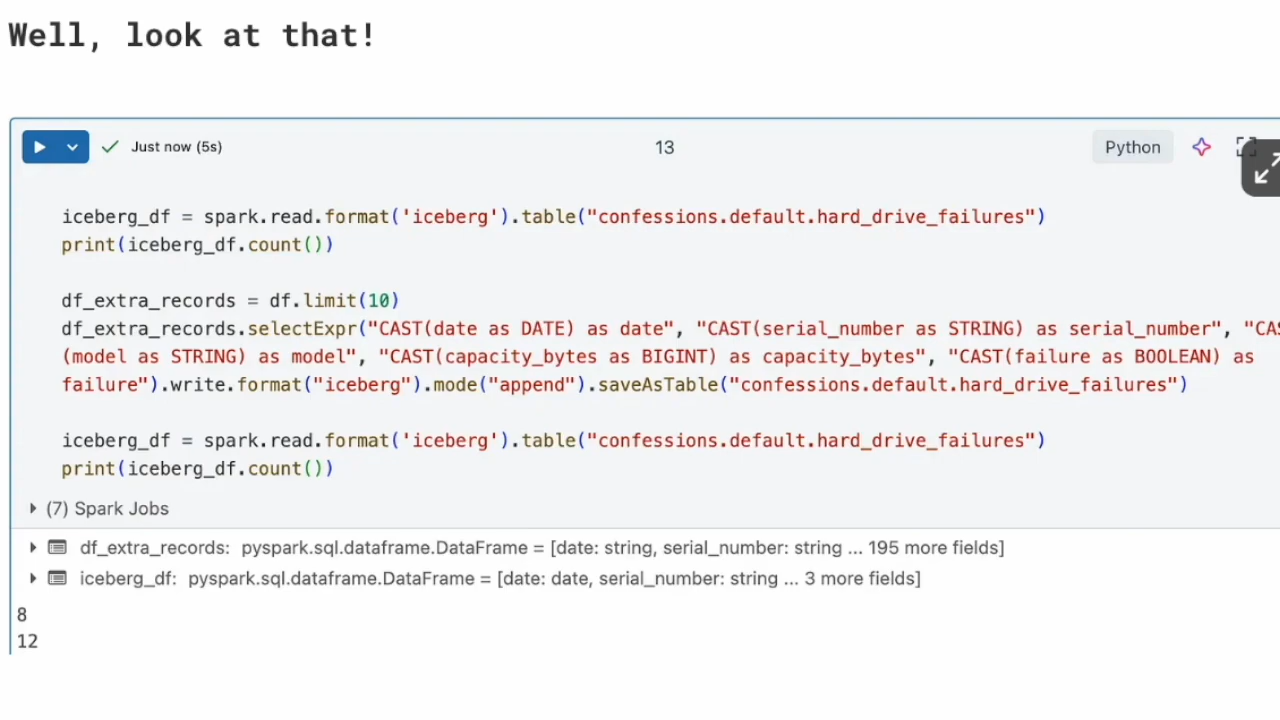 Well, look at that!
Just now (5s)
13
Python
iceberg_df = spark.read.format('iceberg').table("confessions.default.hard_drive_failures")
print(iceberg_df.count())
df_extra_records = df.limit(10)
df_extra_records.selectExpr("CAST(date as DATE) as date", "CAST(serial_number as STRING) as serial_number", "CAS
(model as STRING) as model", "CAST(capacity_bytes as BIGINT) as capacity_bytes", "CAST(failure as BOOLEAN) as
failure").write.format("iceberg").mode("append").saveAsTable("confessions.default.hard_drive_failures")
iceberg_df = spark.read.format('iceberg').table("confessions.default.hard_drive_failures")
print(iceberg_df.count())
(7) Spark Jobs
df_extra_records: pyspark.sql.dataframe.DataFrame = [date: string, serial_number: string ... 195 more fields]
iceberg_df: pyspark.sql.dataframe.DataFrame = [date: date, serial_number: string ... 3 more fields]
8
12